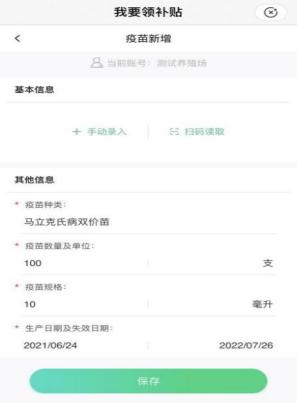 我要领补贴
疫苗新增
当前账号：测试养殖场
基本信息
+ 手动录入 扫码读取
其他信息
* 疫苗种类：
马立克氏病双价苗
* 疫苗数量及单位：
100 支
* 疫苗规格：
10 毫升
* 生产日期及失效日期：
2021/06/24 2022/07/26
保存